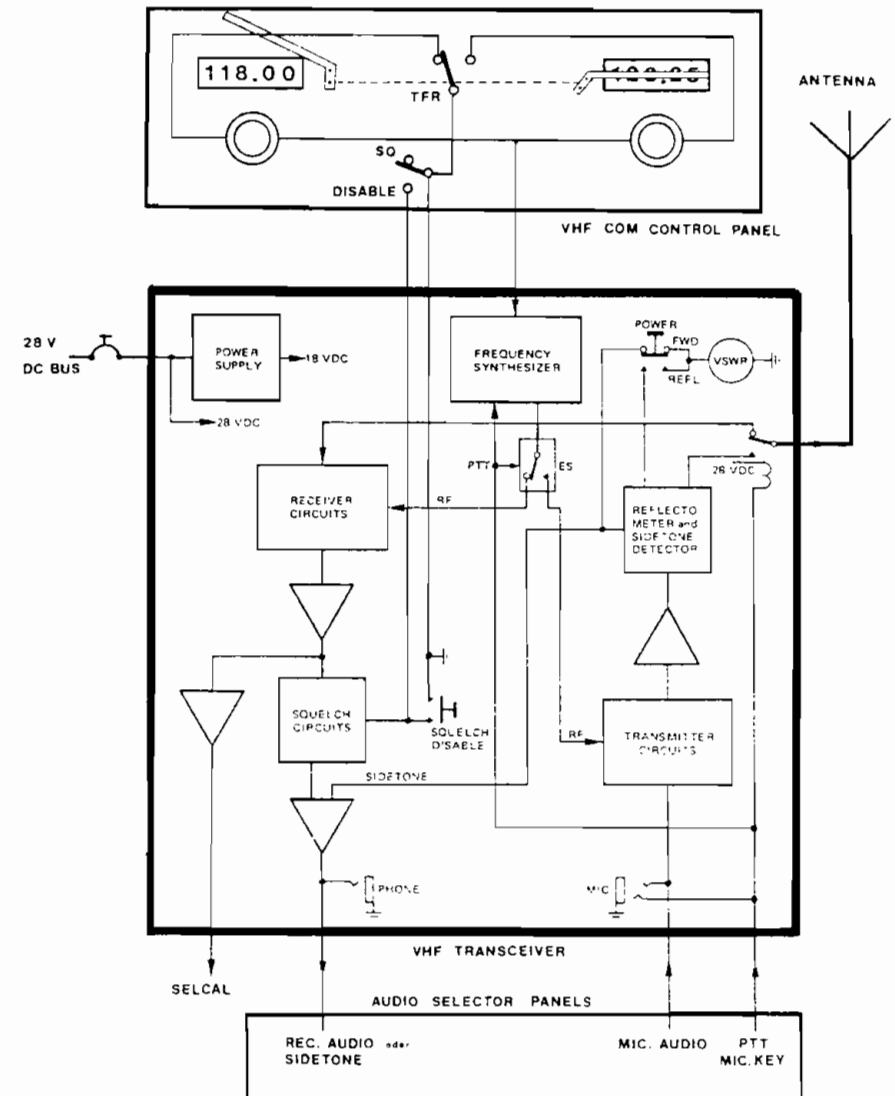 118.00
TFR
ANTENNA
SQ
DISABLE
VHF COM CONTROL PANEL
28 V
DC BUS
POWER
SUPPLY
18 VDC
28 VDC
FREQUENCY
SYNTHESIZER
POWER
FWD
VSWR
REFL
PTT
ES
28 VDC
RECEIVER
CIRCUITS
RF
REFLECTO
METER and
SIDETONE
DETECTOR
SQUELCH
CIRCUITS
SQUELCH
D'SABLE
RF
TRANSMITTER
CIRCUITS
SIDETONE
PHONE
MIC
VHF TRANSCEIVER
SELCAL
AUDIO SELECTOR PANELS
REC. AUDIO oder
SIDETONE
MIC. AUDIO
PTT
MIC.KEY